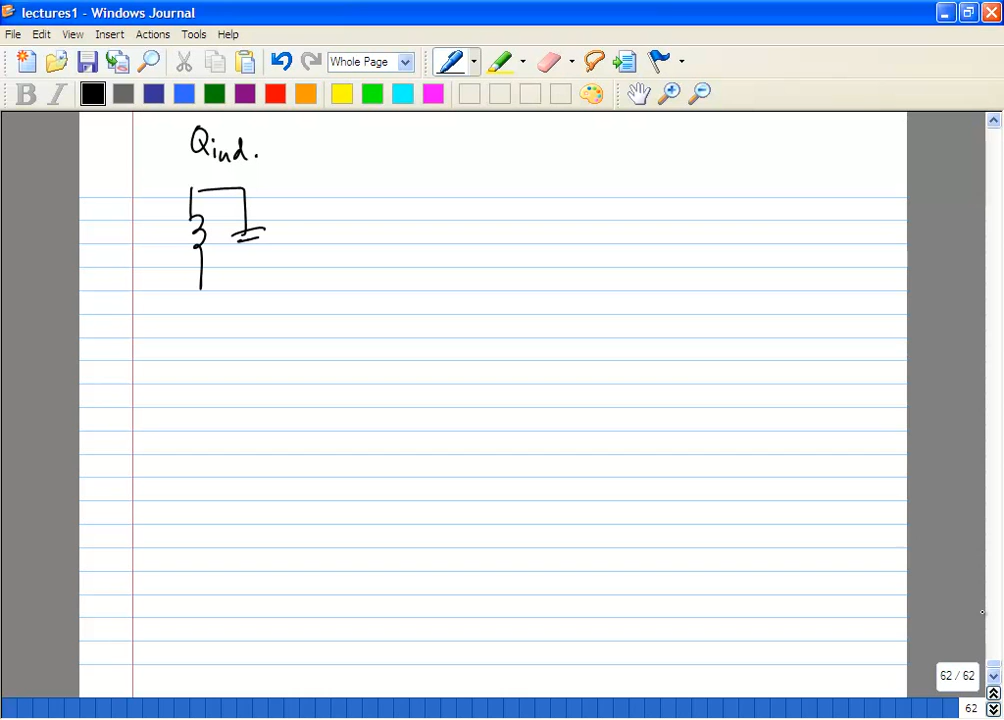 lectures1 - Windows Journal
File Edit View Insert Actions Tools Help
Whole Page
B I
Qind.
62 / 62
62